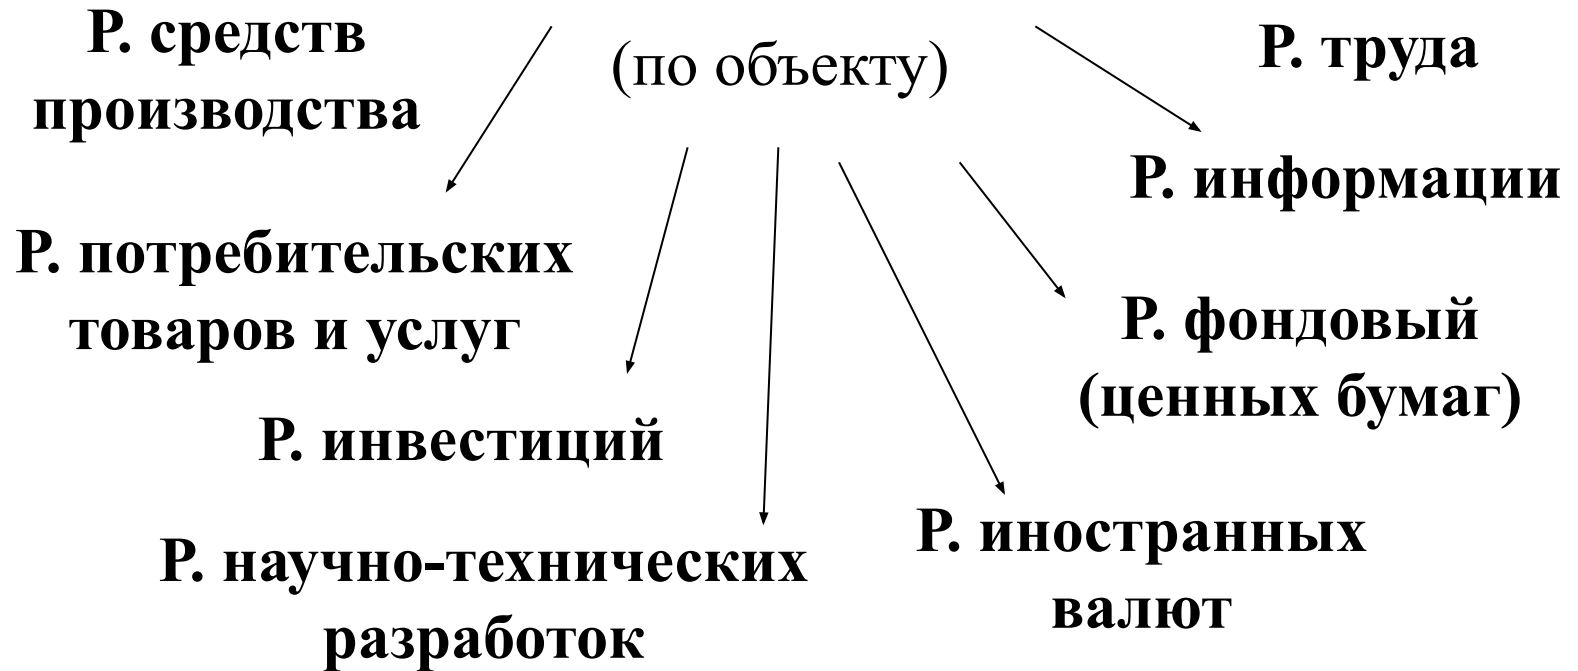 Р. средств
производства
(по объекту)
Р. труда
Р. информации
Р. потребительских
товаров и услуг
Р. фондовый
(ценных бумаг)
Р. инвестиций
Р. иностранных
валют
Р. научно-технических
разработок